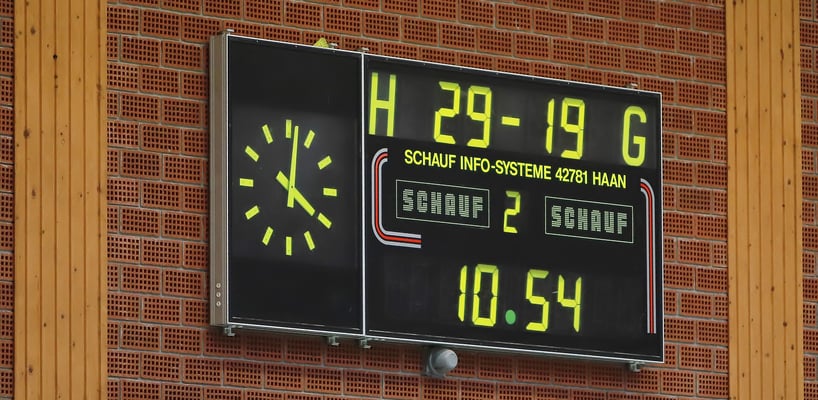 H 29-19 G
SCHAUF INFO-SYSTEME 42781 HAAN
SCHAUF 2 SCHAUF
10.54